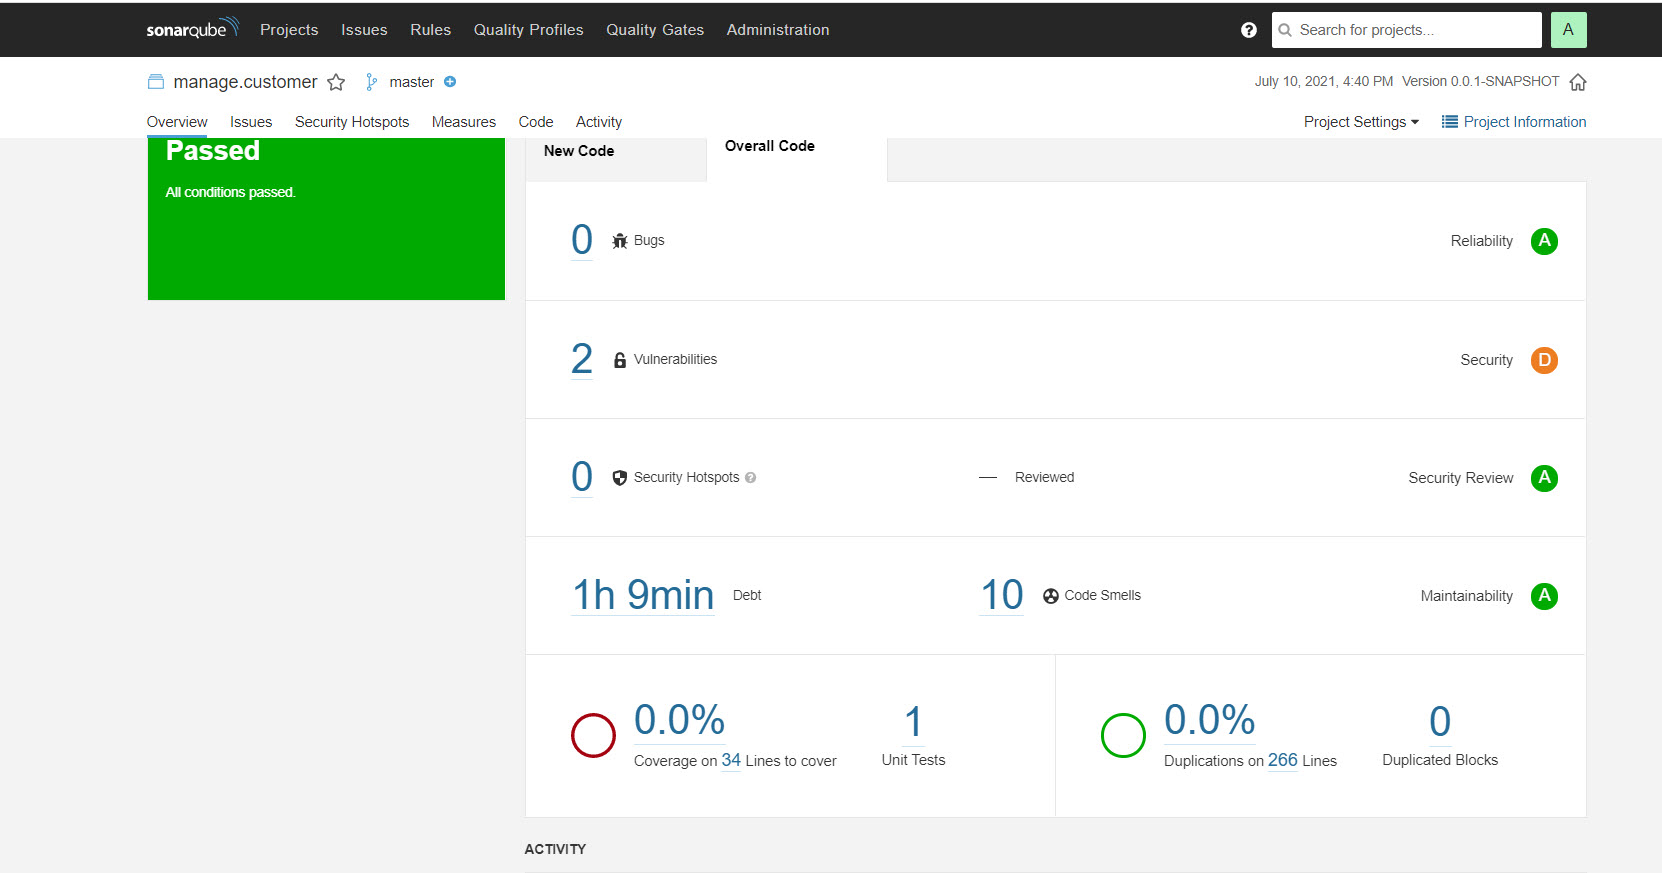 sonarqube Projects Issues Rules Quality Profiles Quality Gates Administration ? Search for projects... A
manage.customer master July 10, 2021, 4:40 PM Version 0.0.1-SNAPSHOT
Overview Issues Security Hotspots Measures Code Activity Project Settings Project Information
Passed
All conditions passed.
New Code Overall Code
0 Bugs Reliability A
2 Vulnerabilities Security D
0 Security Hotspots ? — Reviewed Security Review A
1h 9min Debt 10 Code Smells Maintainability A
0.0% 1
Coverage on 34 Lines to cover Unit Tests
0.0% 0
Duplications on 266 Lines Duplicated Blocks
ACTIVITY